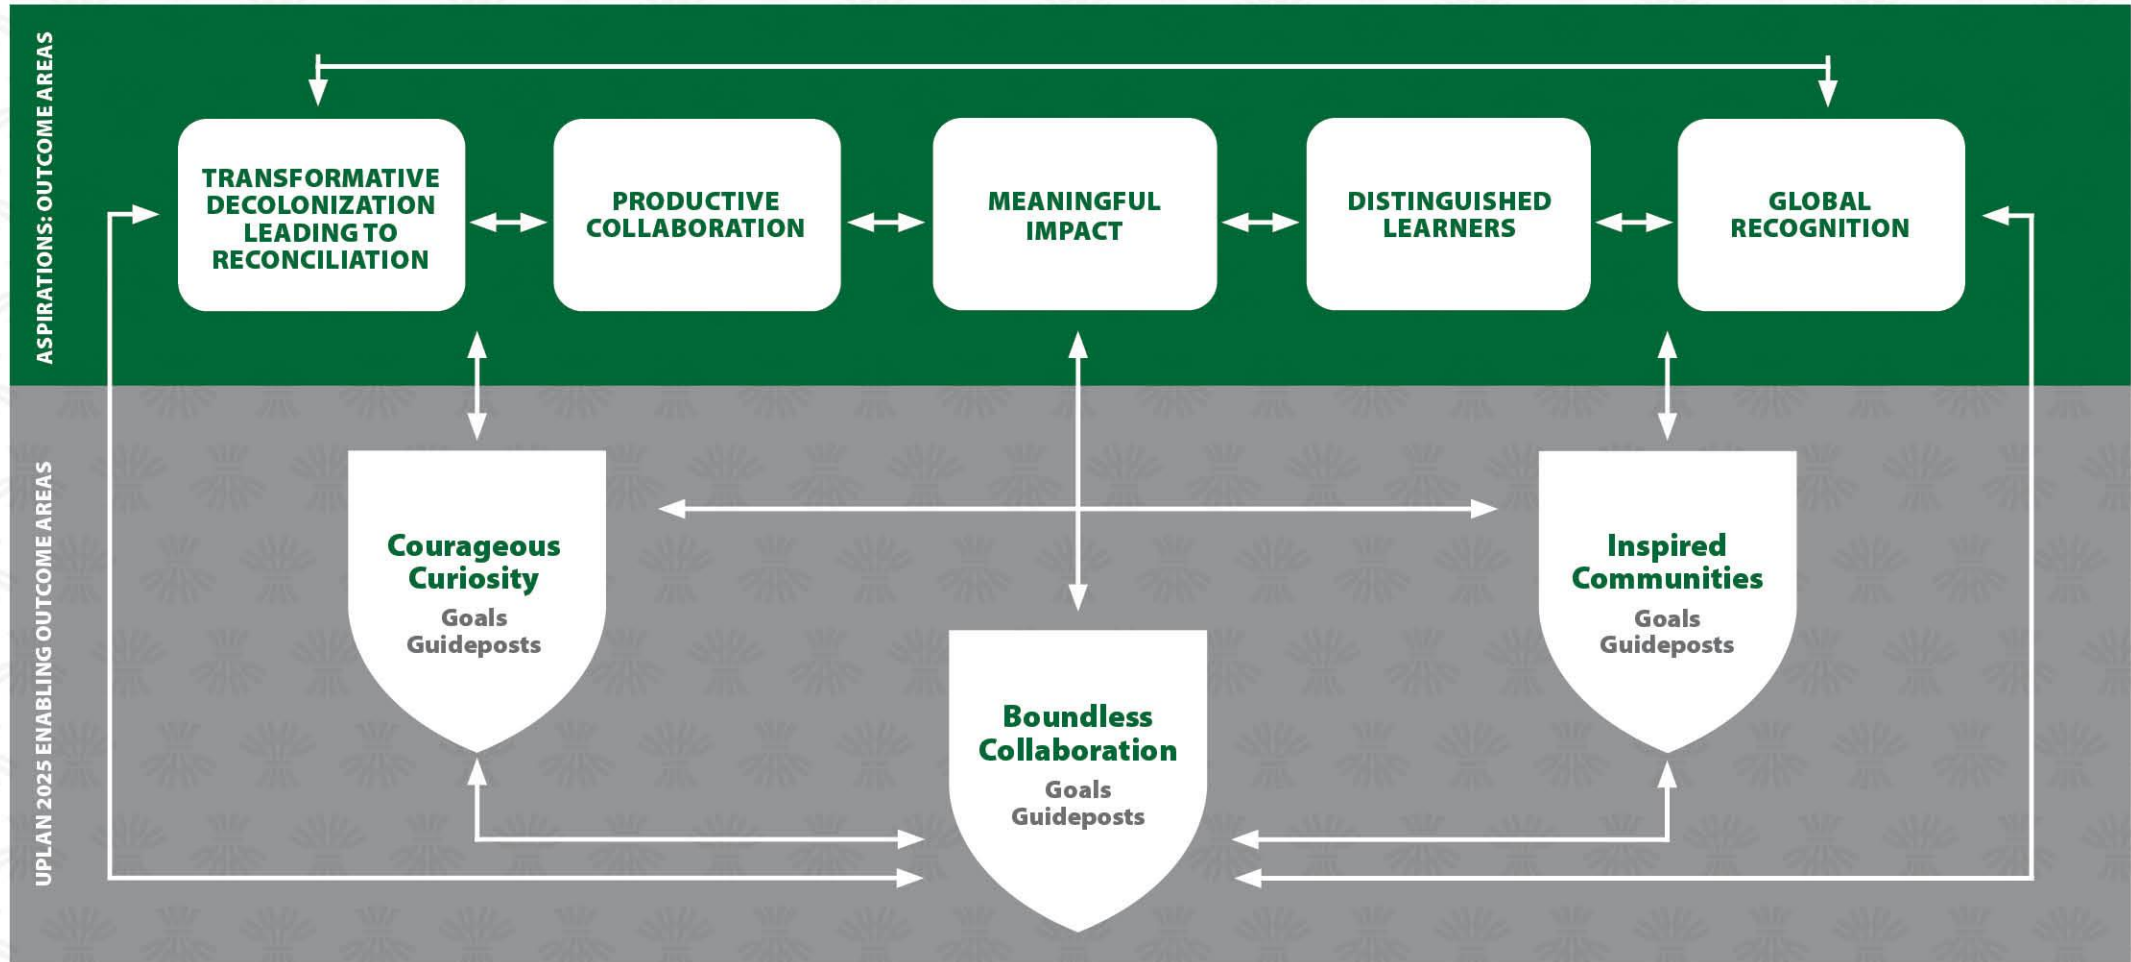 ASPIRATIONS: OUTCOME AREAS
TRANSFORMATIVE
DECOLONIZATION
LEADING TO
RECONCILIATION
PRODUCTIVE
COLLABORATION
MEANINGFUL
IMPACT
DISTINGUISHED
LEARNERS
GLOBAL
RECOGNITION
UPLAN 2025 ENABLING OUTCOME AREAS
Courageous
Curiosity
Goals
Guideposts
Boundless
Collaboration
Goals
Guideposts
Inspired
Communities
Goals
Guideposts